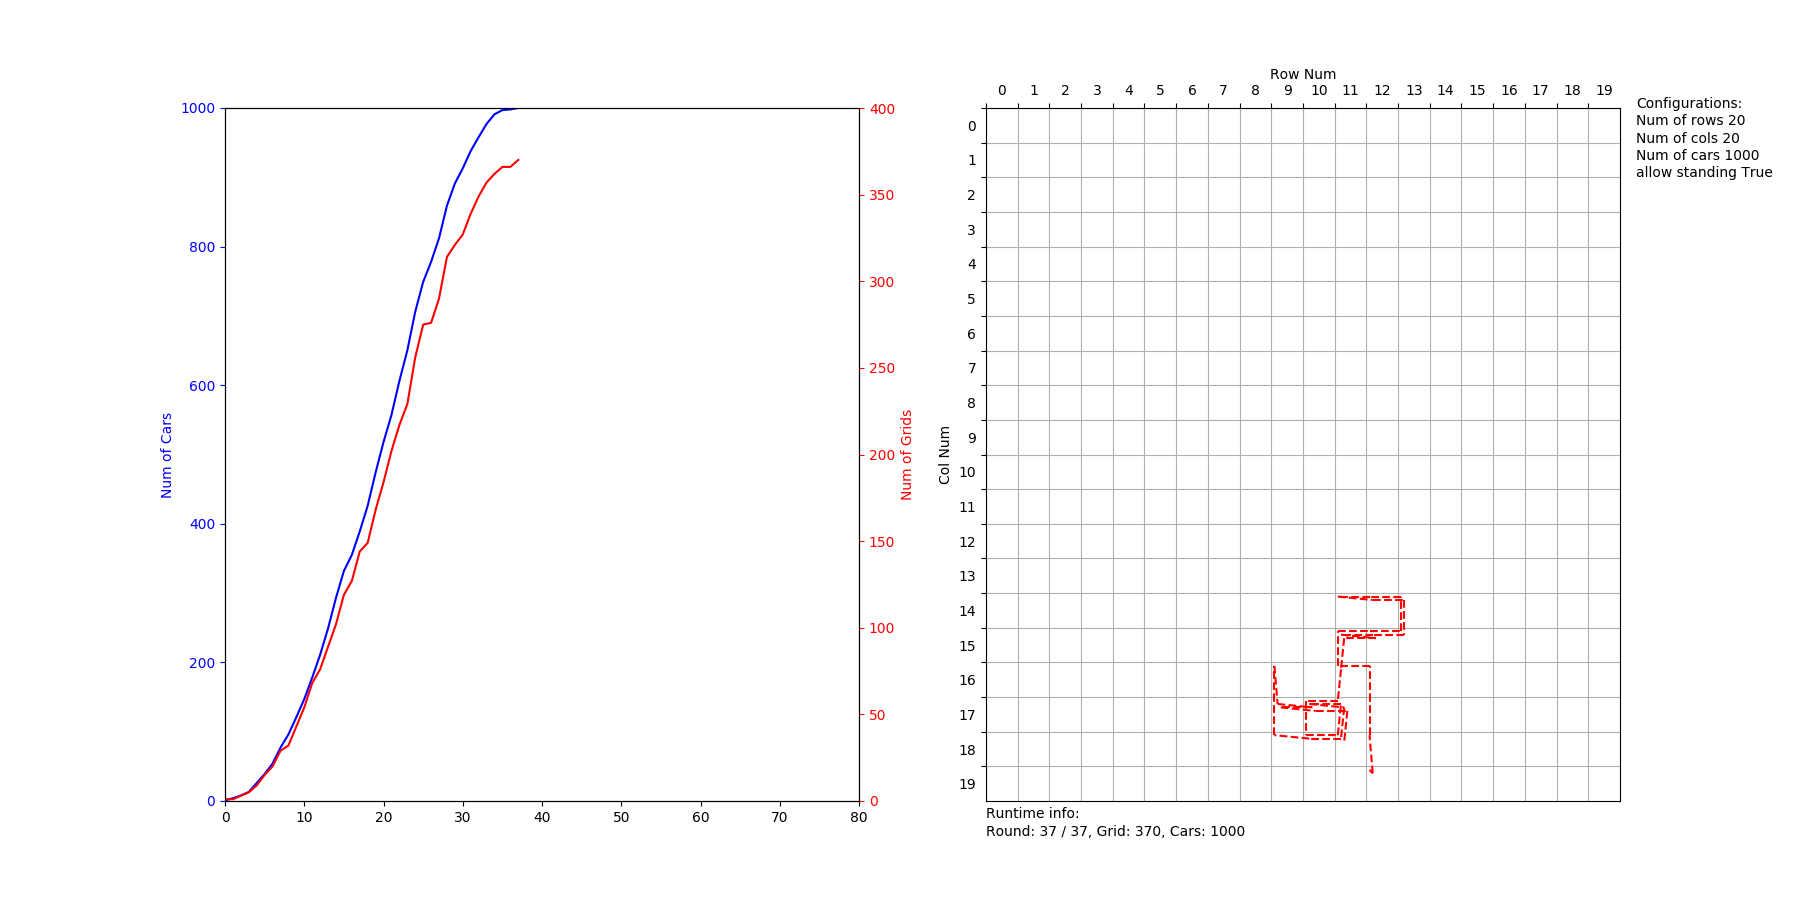 1000
800
600
400
200
0
Num of Cars
0 10 20 30 40 50 60 70 80
400
350
300
250
200
150
100
50
0
Num of Grids
Row Num
0 1 2 3 4 5 6 7 8 9 10 11 12 13 14 15 16 17 18 19
Col Num
0
1
2
3
4
5
6
7
8
9
10
11
12
13
14
15
16
17
18
19
Configurations:
Num of rows 20
Num of cols 20
Num of cars 1000
allow standing True
Runtime info:
Round: 37 / 37, Grid: 370, Cars: 1000